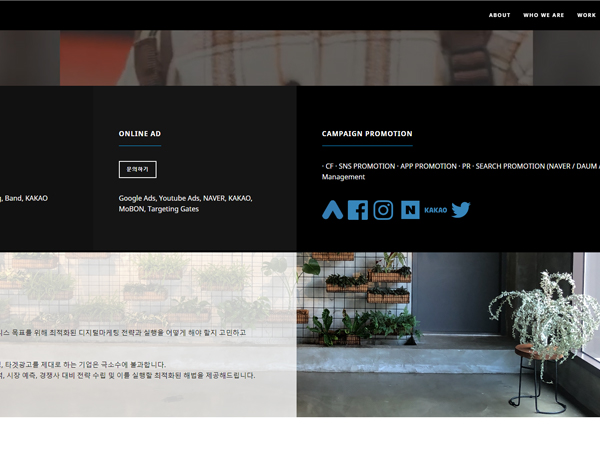 ABOUT WHO WE ARE WORK
ONLINE AD
문의하기
Google Ads, Youtube Ads, NAVER, KAKAO,
MoBON, Targeting Gates
Band, KAKAO
CAMPAIGN PROMOTION
· CF · SNS PROMOTION · APP PROMOTION · PR · SEARCH PROMOTION (NAVER / DAUM /
Management
N KAKAO
목표를 위해 최적화된 디지털마케팅 전략과 실행을 어떻게 해야 할지 고민하고
타겟광고를 제대로 하는 기업은 극소수에 불과합니다.
시장 예측, 경쟁사 대비 전략 수립 및 이를 실행할 최적화된 해법을 제공해드립니다.